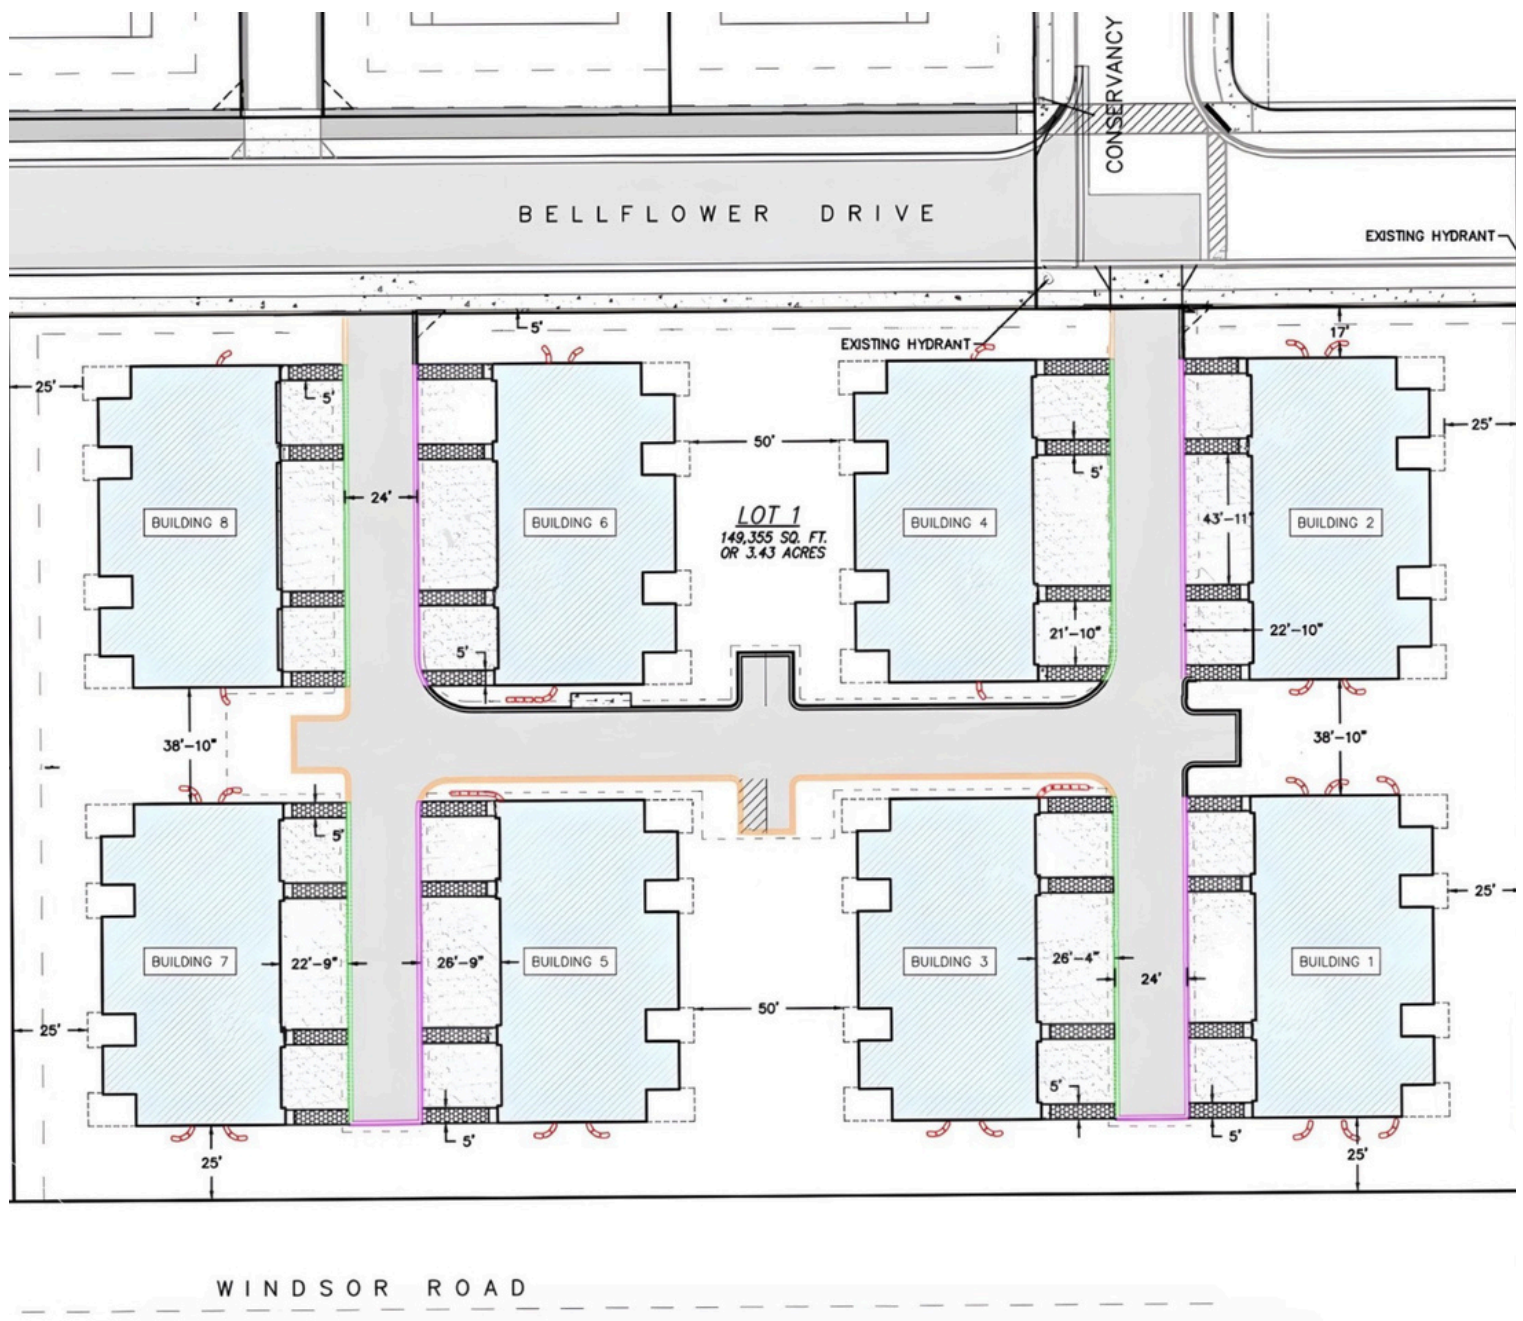 CONSERVANCY
BELLFLOWER DRIVE
EXISTING HYDRANT
5'
17'
EXISTING HYDRANT
25'
5'
25'
50'
5'
24'
LOT 1
149,355 SQ. FT.
OR 3.43 ACRES
BUILDING 8
BUILDING 6
BUILDING 4
43'-11"
BUILDING 2
21'-10"
22'-10"
5'
38'-10"
38'-10"
5'
25'
BUILDING 7
22'-9"
26'-9"
BUILDING 5
BUILDING 3
26'-4"
24'
BUILDING 1
25'
50'
5'
5'
5'
25'
25'
WINDSOR ROAD